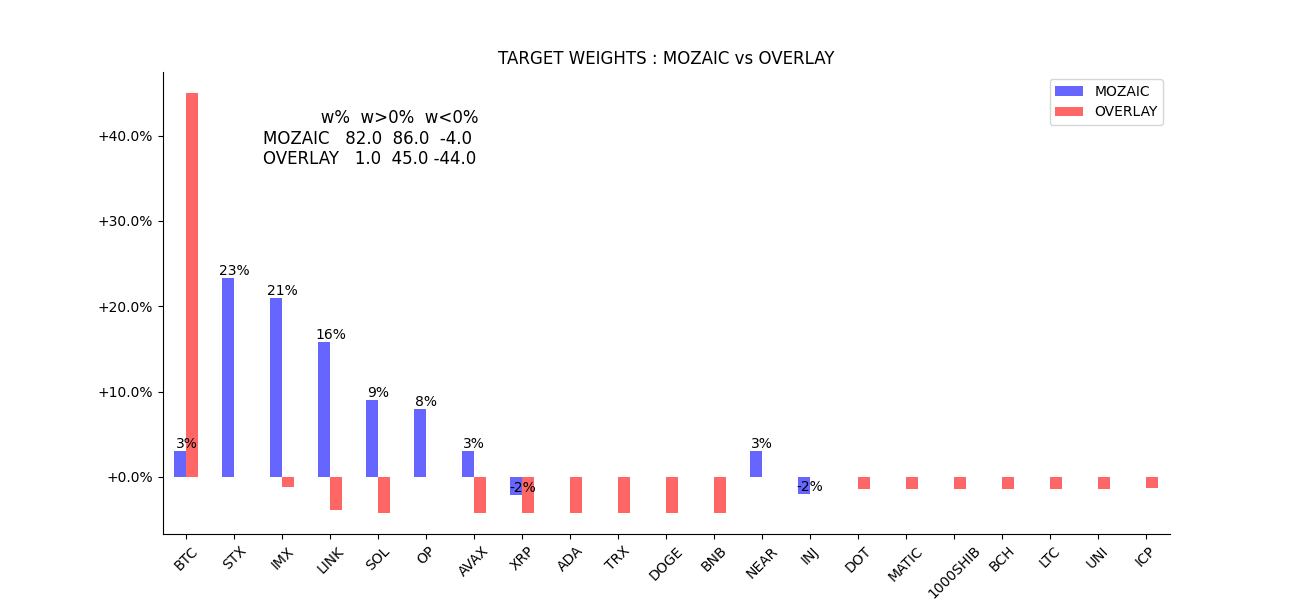 TARGET WEIGHTS : MOZAIC vs OVERLAY
MOZAIC
OVERLAY
w%  w>0%  w<0%
MOZAIC   82.0  86.0  -4.0
OVERLAY   1.0  45.0 -44.0
+40.0%
+30.0%
+20.0%
+10.0%
+0.0%
3%
23%
21%
16%
9%
8%
3%
-2%
3%
-2%
BTC
STX
IMX
LINK
SOL
OP
AVAX
XRP
ADA
TRX
DOGE
BNB
NEAR
INJ
DOT
MATIC
1000SHIB
BCH
LTC
UNI
ICP